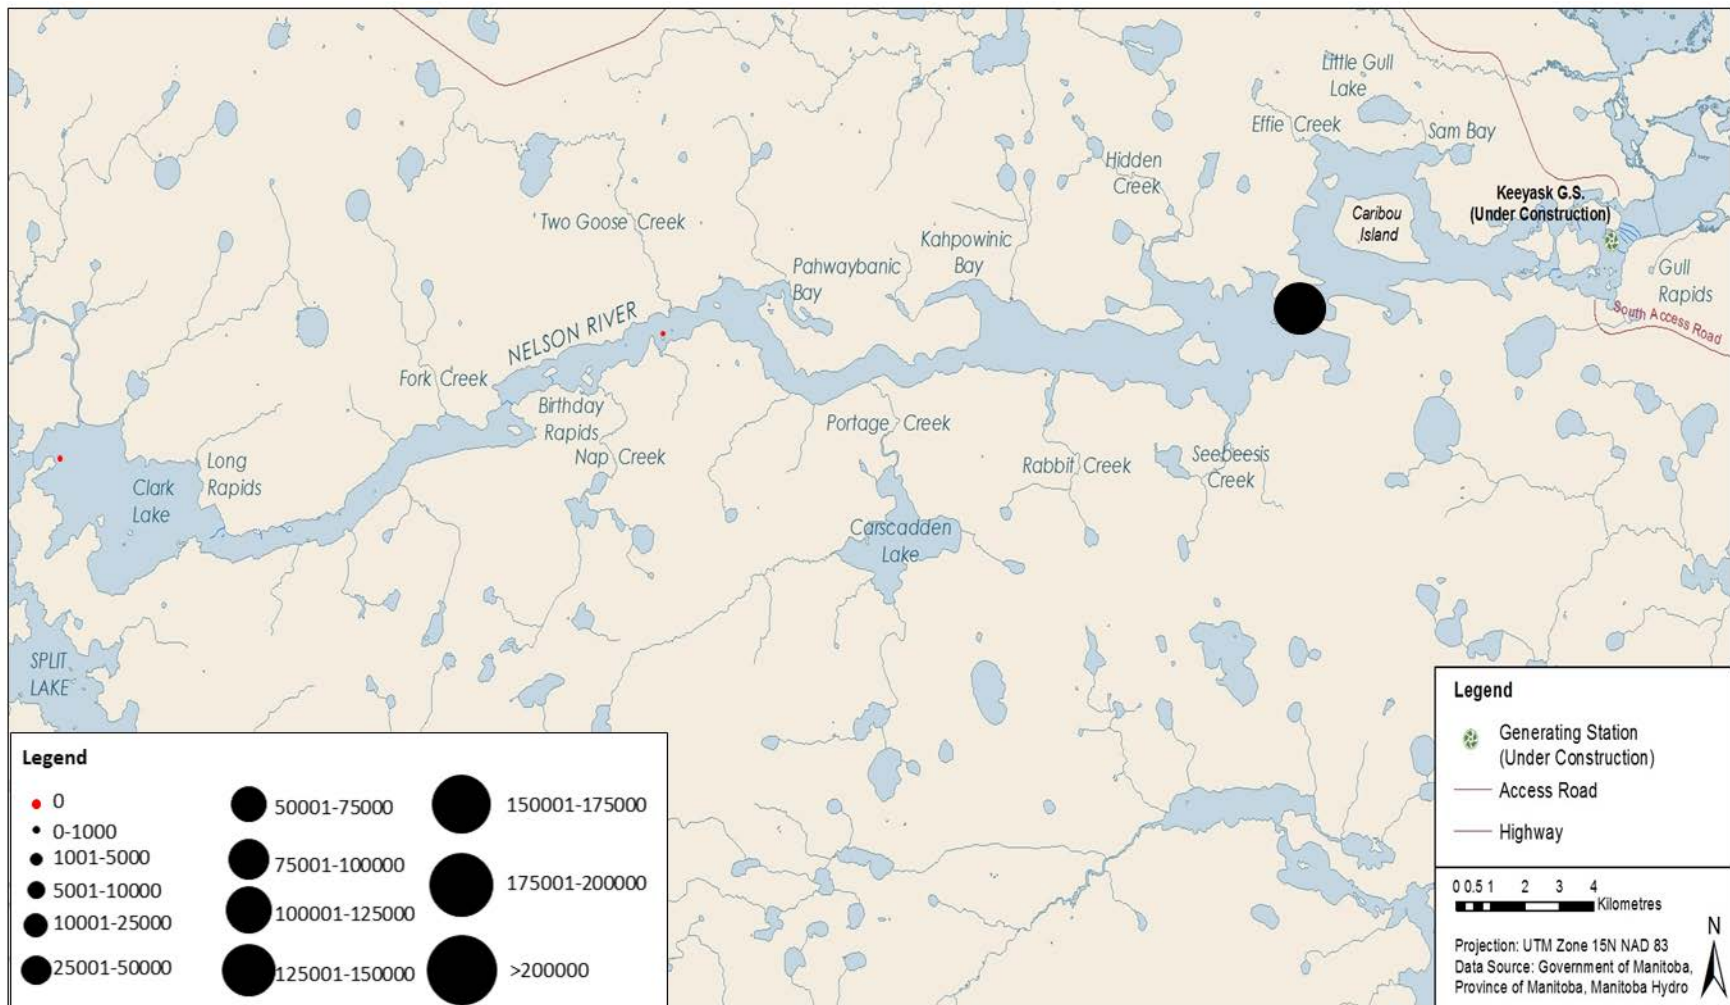 Little Gull
Lake
Effie Creek
Sam Bay
Hidden
Creek
Keeyask G.S.
(Under Construction)
Caribou
Island
'Two Goose' Creek
Kahpowinic
Bay
Pahwaybanic
Bay
Gull
Rapids
South Access Road
NELSON RIVER
Fork Creek
Birthday
Rapids
Nap Creek
Portage Creek
Rabbit Creek
Seebeesis
Creek
Long
Rapids
Clark
Lake
Carscadden
Lake
SPLIT
LAKE
Legend
0
0-1000
1001-5000
5001-10000
10001-25000
25001-50000
50001-75000
75001-100000
100001-125000
125001-150000
150001-175000
175001-200000
>200000
Legend
Generating Station
(Under Construction)
Access Road
Highway
0 0.5 1 2 3 4
Kilometres
N
Projection: UTM Zone 15N NAD 83
Data Source: Government of Manitoba,
Province of Manitoba, Manitoba Hydro